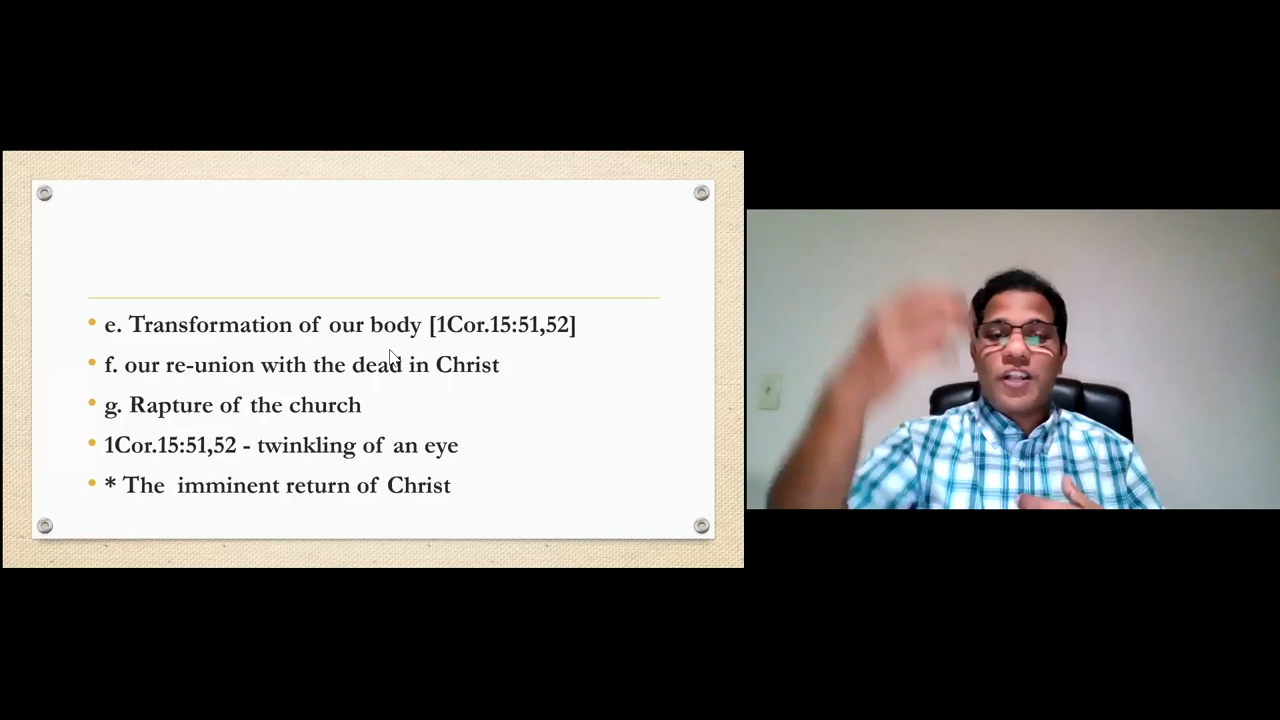 • e. Transformation of our body [1Cor.15:51,52]
• f. our re-union with the dead in Christ
• g. Rapture of the church
• 1Cor.15:51,52 - twinkling of an eye
• * The imminent return of Christ